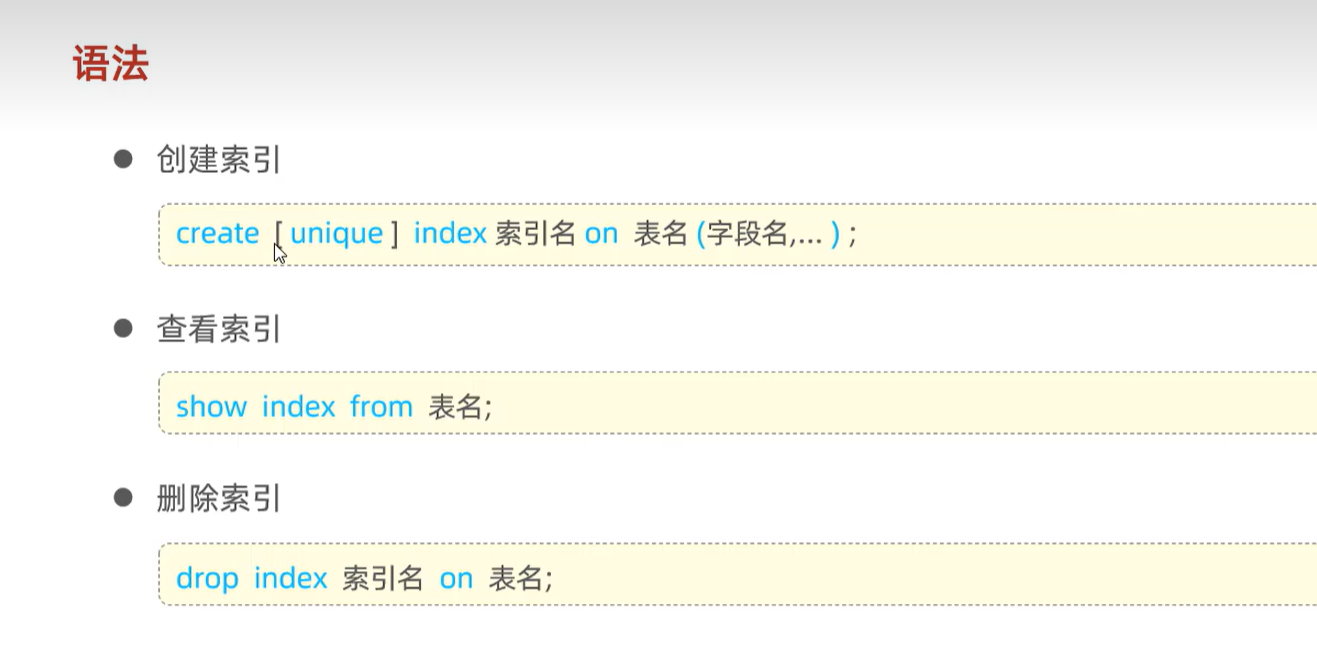 语法
创建索引
create [ unique ] index 索引名 on 表名 (字段名,... ) ;
查看索引
show index from 表名;
删除索引
drop index 索引名 on 表名;